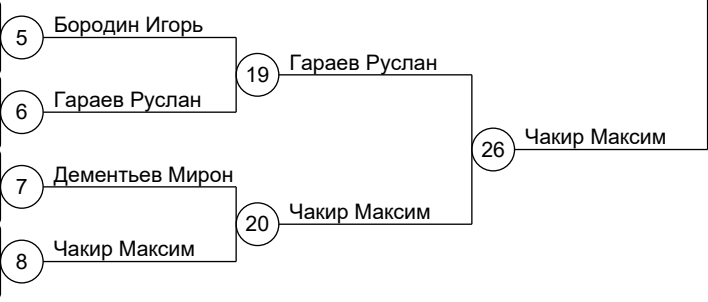 5 Бородин Игорь
19 Гараев Руслан
6 Гараев Руслан
26 Чакир Максим
7 Дементьев Мирон
20 Чакир Максим
8 Чакир Максим